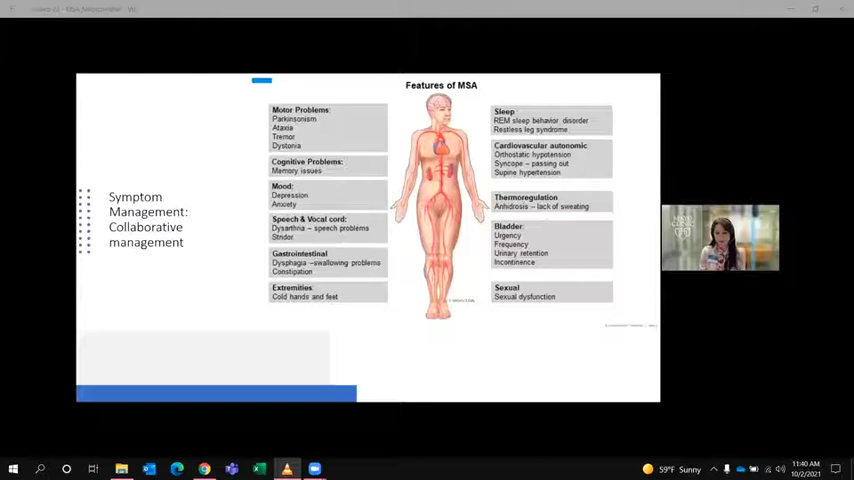 Features of MSA
Motor Problems:
Parkinsonism
Ataxia
Tremor
Dystonia
Cognitive Problems:
Memory issues
Mood:
Depression
Anxiety
Speech & Vocal cord:
Dysarthria – speech problems
Stridor
Gastrointestinal
Dysphagia –swallowing problems
Constipation
Extremities:
Cold hands and feet
Sleep:
REM sleep behavior disorder
Restless leg syndrome
Cardiovascular autonomic
Orthostatic hypotension
Syncope – passing out
Supine hypertension
Thermoregulation
Anhidrosis – lack of sweating
Bladder:
Urgency
Frequency
Urinary retention
Incontinence
Sexual
Sexual dysfunction
Symptom
Management:
Collaborative
management
MAYO
CLINIC
59°F Sunny
11:40 AM
10/2/2021